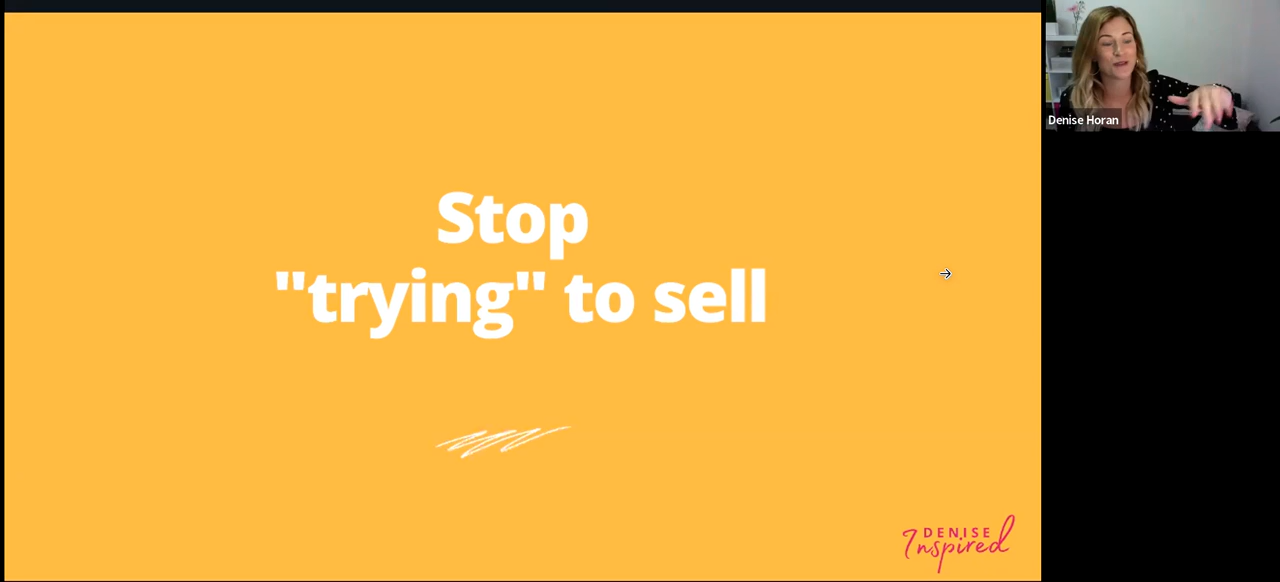 Stop
"trying" to sell
DENISE
Inspired
Denise Horan